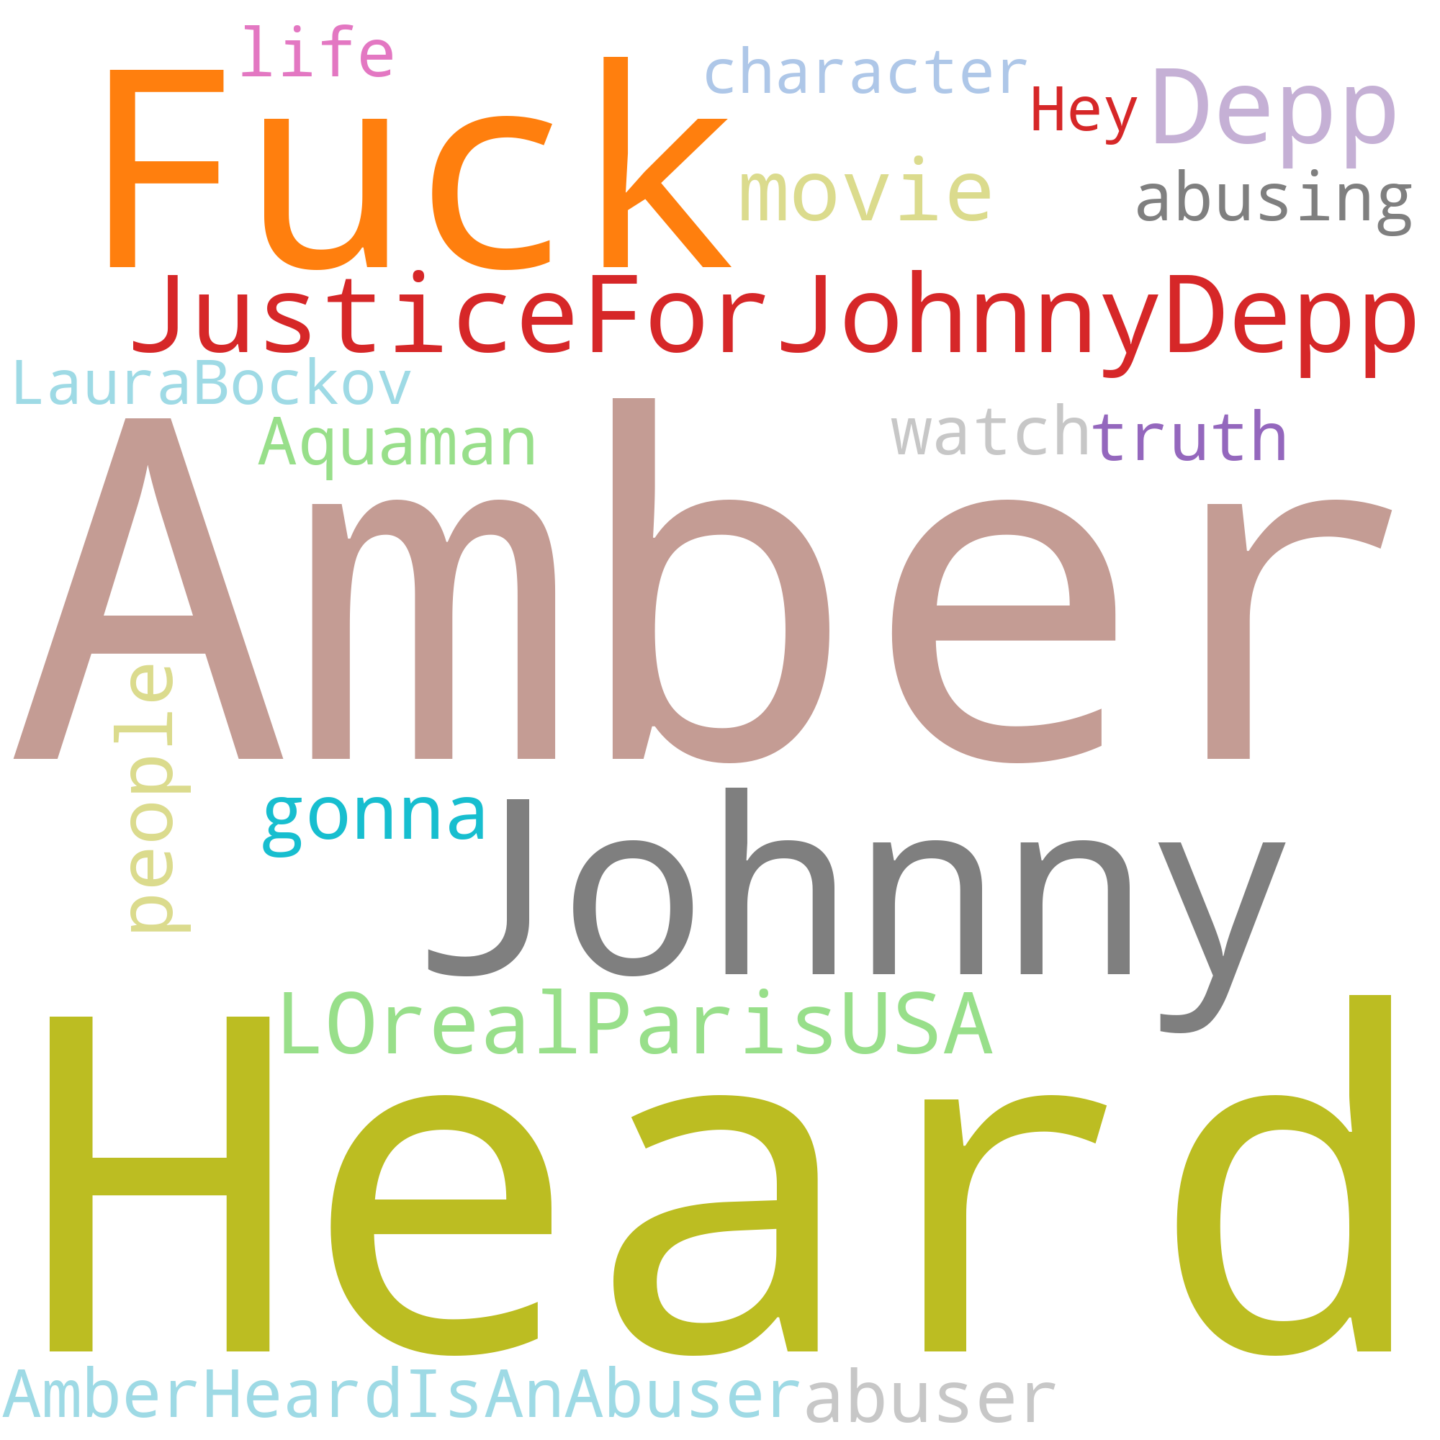 life
character
Fuck
Hey
Depp
movie
abusing
JusticeForJohnnyDepp
LauraBockov
Aquaman
watch
truth
Amber
people
gonna
Johnny
LOrealParisUSA
Heard
AmberHeardIsAnAbuser
abuser